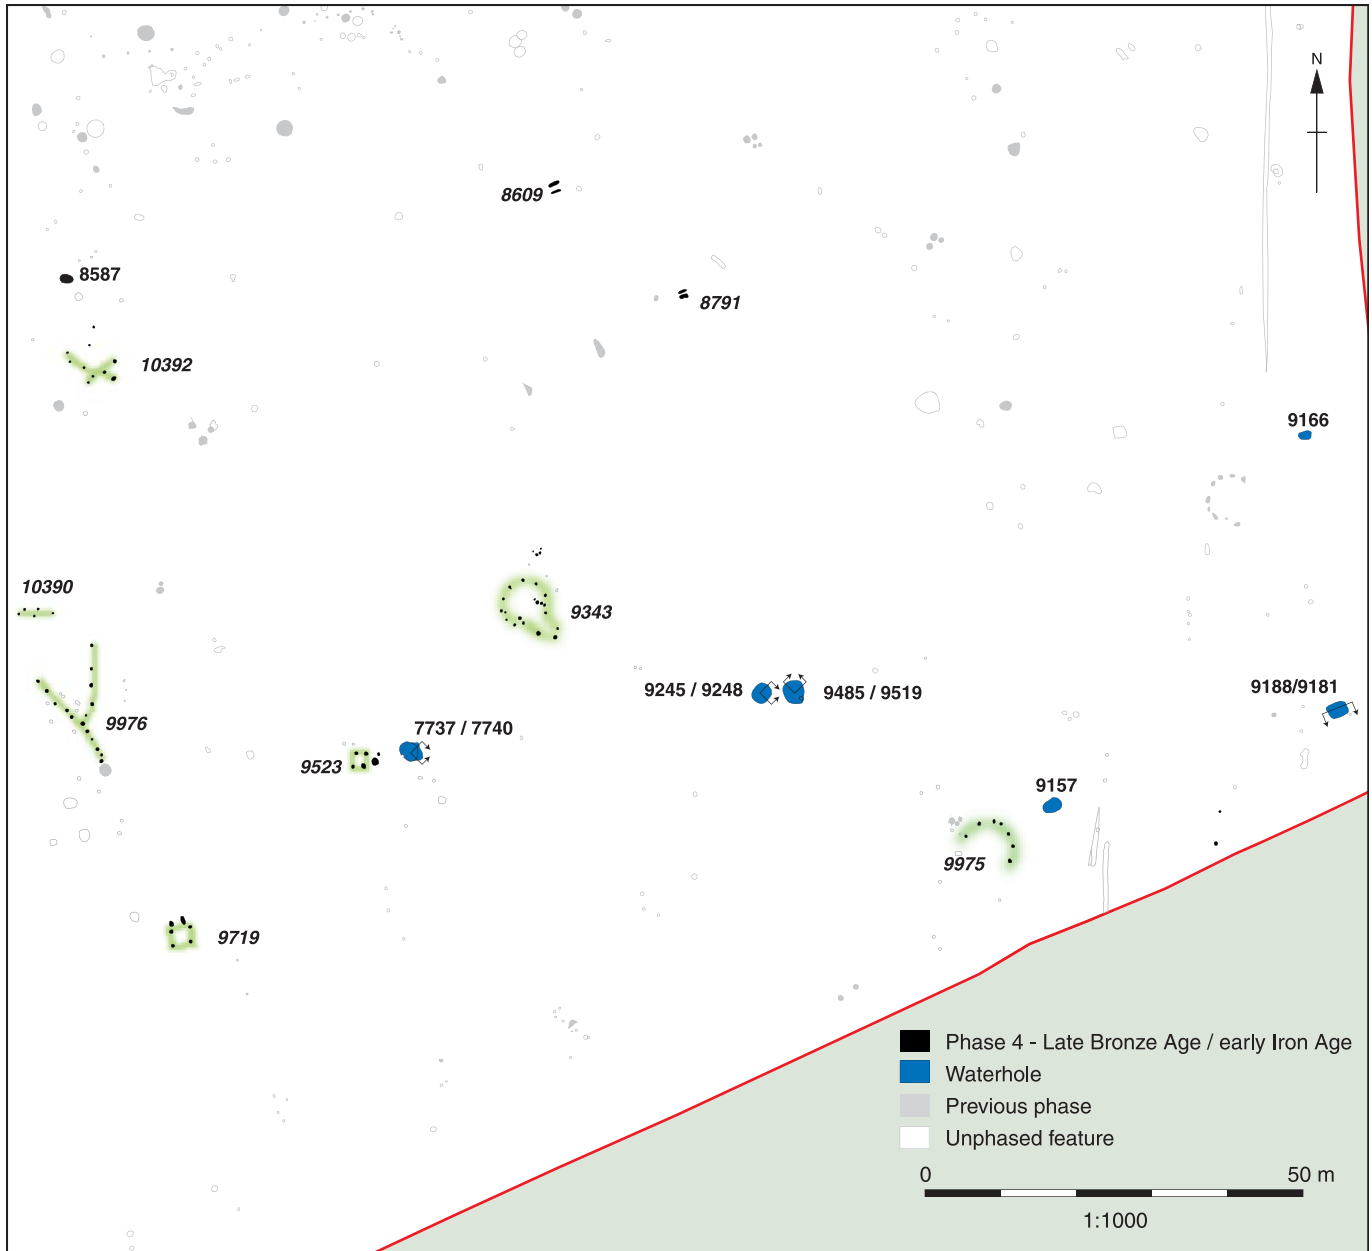 N
8609
8587
8791
10392
9166
10390
9343
9245 / 9248
9485 / 9519
9188/9181
9976
7737 / 7740
9523
9157
9975
9719
Phase 4 - Late Bronze Age / early Iron Age
Waterhole
Previous phase
Unphased feature
0 50 m
1:1000